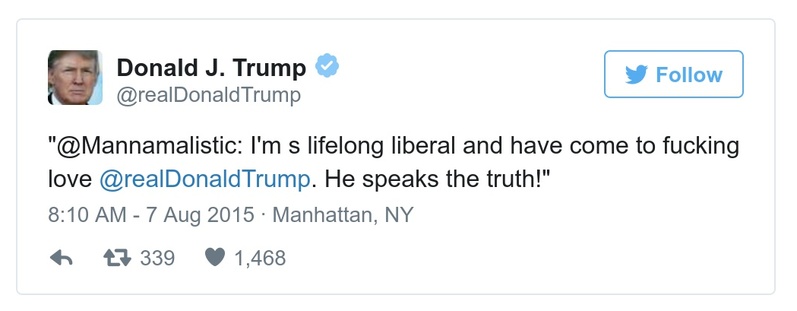 Donald J. Trump
@realDonaldTrump
Follow
"@Mannamalistic: I'm s lifelong liberal and have come to fucking
love @realDonaldTrump. He speaks the truth!"
8:10 AM - 7 Aug 2015 · Manhattan, NY
339 1,468